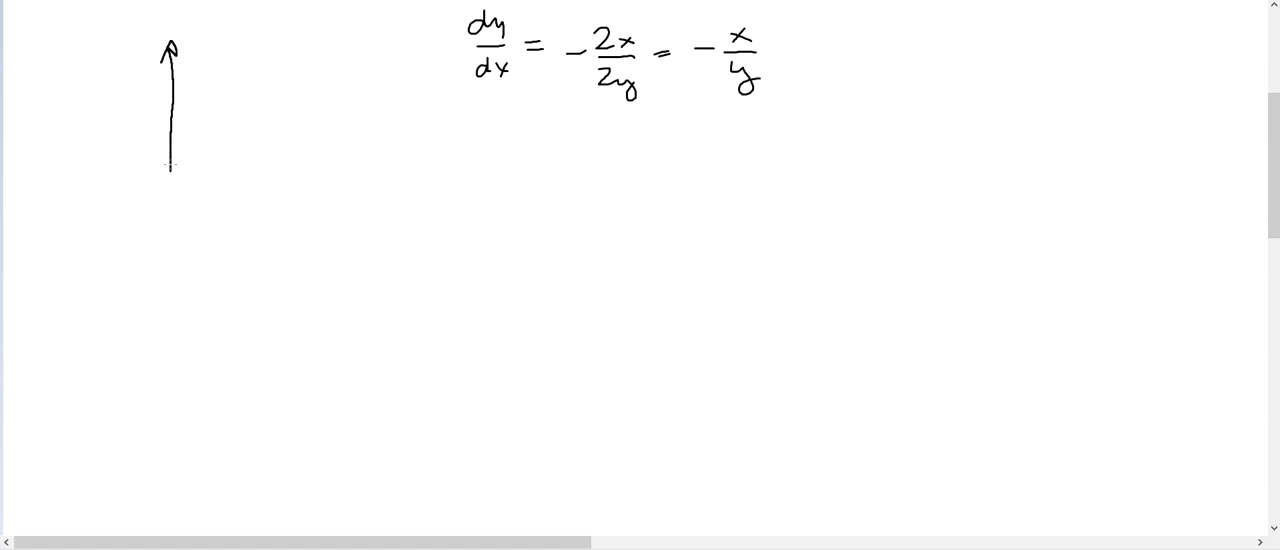 dy/dx = - 2x/2y = - x/y